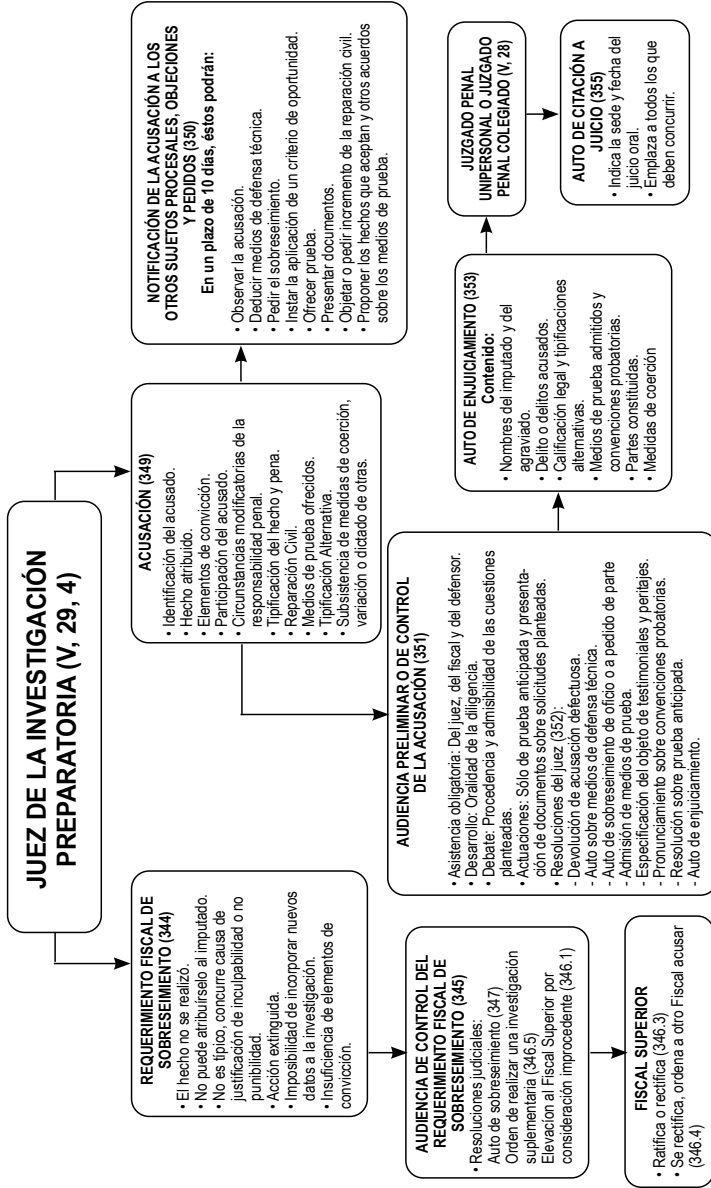 JUEZ DE LA INVESTIGACIÓN
PREPARATORIA (V, 29, 4)
REQUERIMIENTO FISCAL DE
SOBRESEIMIENTO (344)
• El hecho no se realizó.
• No puede atribuírselo al imputado.
• No es típico, concurre causa de
justificación de inculpabilidad o no
punibilidad.
• Acción extinguida.
• Imposibilidad de incorporar nuevos
datos a la investigación.
• Insuficiencia de elementos de
convicción.
AUDIENCIA DE CONTROL DEL
REQUERIMIENTO FISCAL DE
SOBRESEIMIENTO (345)
• Resoluciones judiciales:
Auto de sobreseimiento (347)
Orden de realizar una investigación
suplementaria (346.5)
Elevación al Fiscal Superior por
consideración improcedente (346.1)
FISCAL SUPERIOR
• Ratifica o rectifica (346.3)
• Se rectifica, ordena a otro Fiscal acusar
(346.4)
ACUSACIÓN (349)
• Identificación del acusado.
• Hecho atribuido.
• Elementos de convicción.
• Participación del acusado.
• Circunstancias modificatorias de la
responsabilidad penal.
• Tipificación del hecho y pena.
• Reparación Civil.
• Medios de prueba ofrecidos.
• Tipificación Alternativa.
• Subsistencia de medidas de coerción,
variación o dictado de otras.
NOTIFICACIÓN DE LA ACUSACIÓN A LOS
OTROS SUJETOS PROCESALES, OBJECIONES
Y PEDIDOS (350)
En un plazo de 10 días, éstos podrán:
• Observar la acusación.
• Deducir medios de defensa técnica.
• Pedir el sobreseimiento.
• Instar la aplicación de un criterio de oportunidad.
• Ofrecer prueba.
• Presentar documentos.
• Objetar o pedir incremento de la reparación civil.
• Proponer los hechos que aceptan y otros acuerdos
sobre los medios de prueba.
AUDIENCIA PRELIMINAR O DE CONTROL
DE LA ACUSACIÓN (351)
• Asistencia obligatoria: Del juez, del fiscal y del defensor.
• Desarrollo: Oralidad de la diligencia.
• Debate: Procedencia y admisibilidad de las cuestiones
planteadas.
• Actuaciones: Sólo de prueba anticipada y presenta-
ción de documentos sobre solicitudes planteadas.
• Resoluciones del juez (352):
- Devolución de acusación defectuosa.
- Auto sobre medios de defensa técnica.
- Auto de sobreseimiento de oficio o a pedido de parte
- Admisión de medios de prueba.
- Especificación del objeto de testimoniales y peritajes.
- Pronunciamiento sobre convenciones probatorias.
- Resolución sobre prueba anticipada.
- Auto de enjuiciamiento.
AUTO DE ENJUICIAMIENTO (353)
Contenido:
• Nombres del imputado y del
agraviado.
• Delito o delitos acusados.
• Calificación legal y tipificaciones
alternativas.
• Medios de prueba admitidos y
convenciones probatorias.
• Partes constituidas.
• Medidas de coerción
JUZGADO PENAL
UNIPERSONAL O JUZGADO
PENAL COLEGIADO (V, 28)
AUTO DE CITACIÓN A
JUICIO (355)
• Indica la sede y fecha del
juicio oral.
• Emplaza a todos los que
deben concurrir.